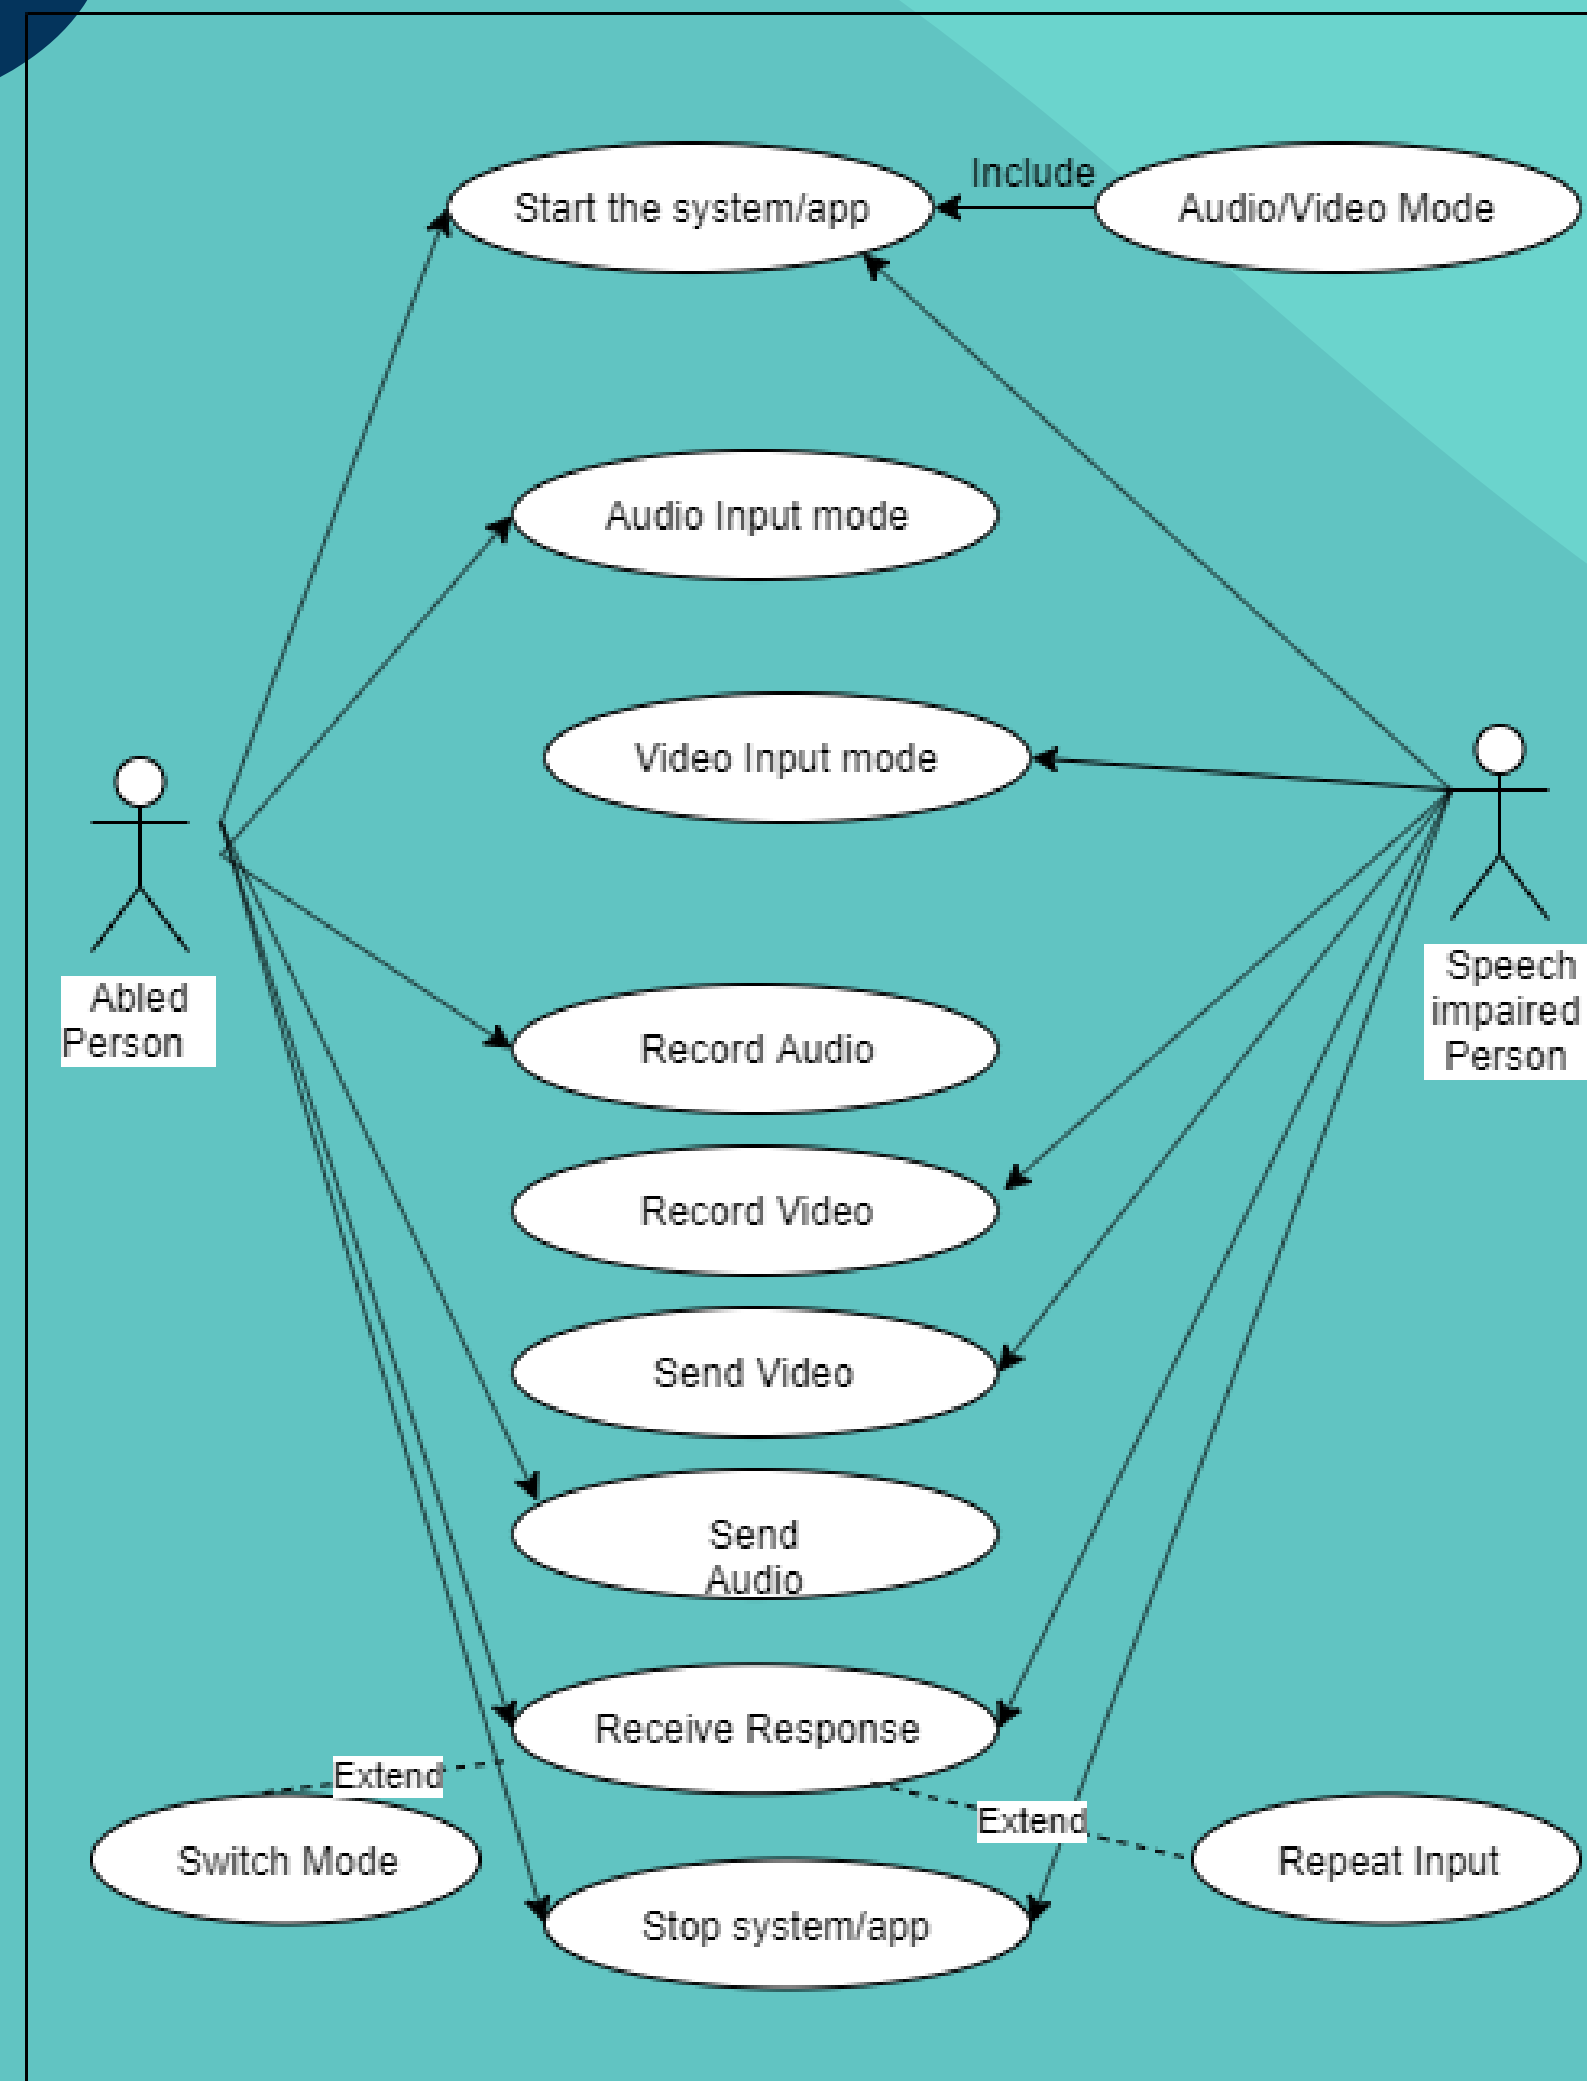 Start the system/app
Include
Audio/Video Mode
Audio Input mode
Video Input mode
Abled
Person
Speech
impaired
Person
Record Audio
Record Video
Send Video
Send
Audio
Receive Response
Extend
Extend
Switch Mode
Repeat Input
Stop system/app